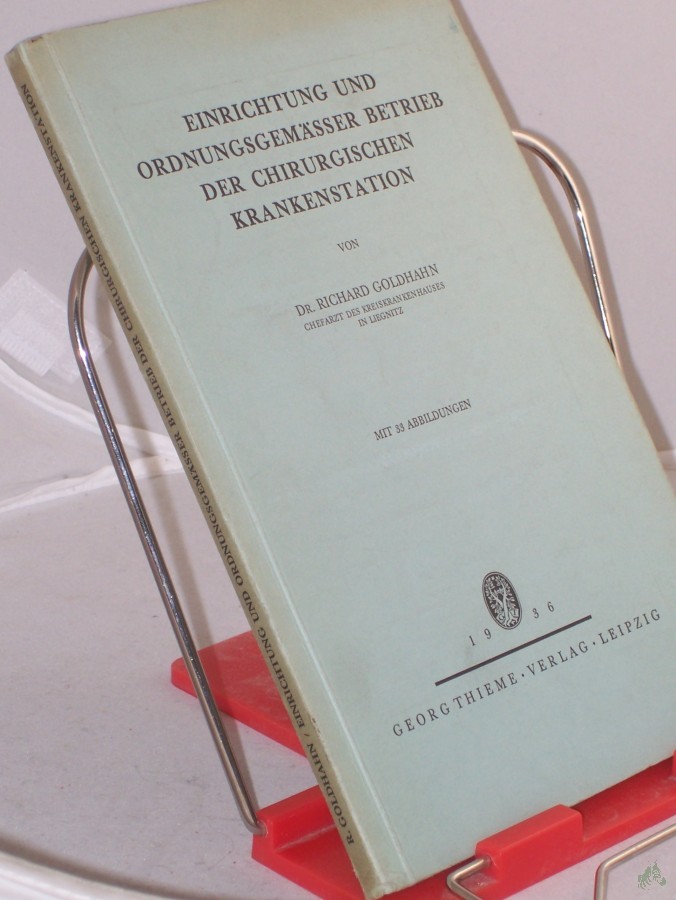 EINRICHTUNG UND
ORDNUNGSGEMÄSSER BETRIEB
DER CHIRURGISCHEN
KRANKENSTATION
VON
DR. RICHARD GOLDHAHN
CHEFARZT DES KREISKRANKENHAUSES
IN LIEGNITZ
MIT 33 ABBILDUNGEN
1936
GEORG THIEME · VERLAG · LEIPZIG
R. GOLDHAHN / EINRICHTUNG UND ORDNUNGSGEMÄSSER BETRIEB DER CHIRURGISCHEN KRANKENSTATION